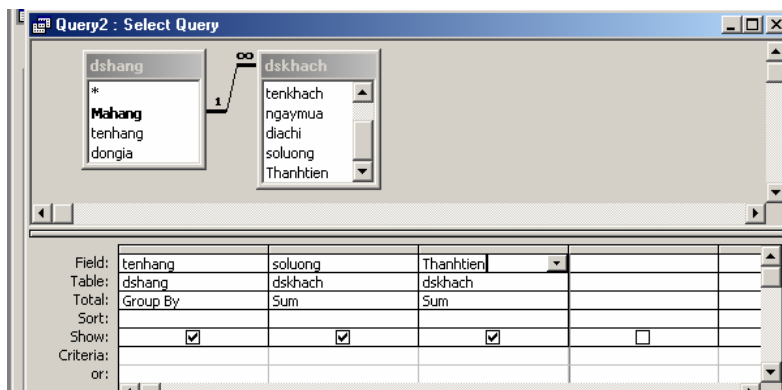 Query2 : Select Query
dshang
*
Mahang
tenhang
dongia
1
∞
dskhach
tenkhach
ngaymua
diachi
soluong
Thanhtien
Field: tenhang soluong Thanhtien
Table: dshang dskhach dskhach
Total: Group By Sum Sum
Sort:
Show:
Criteria:
or: